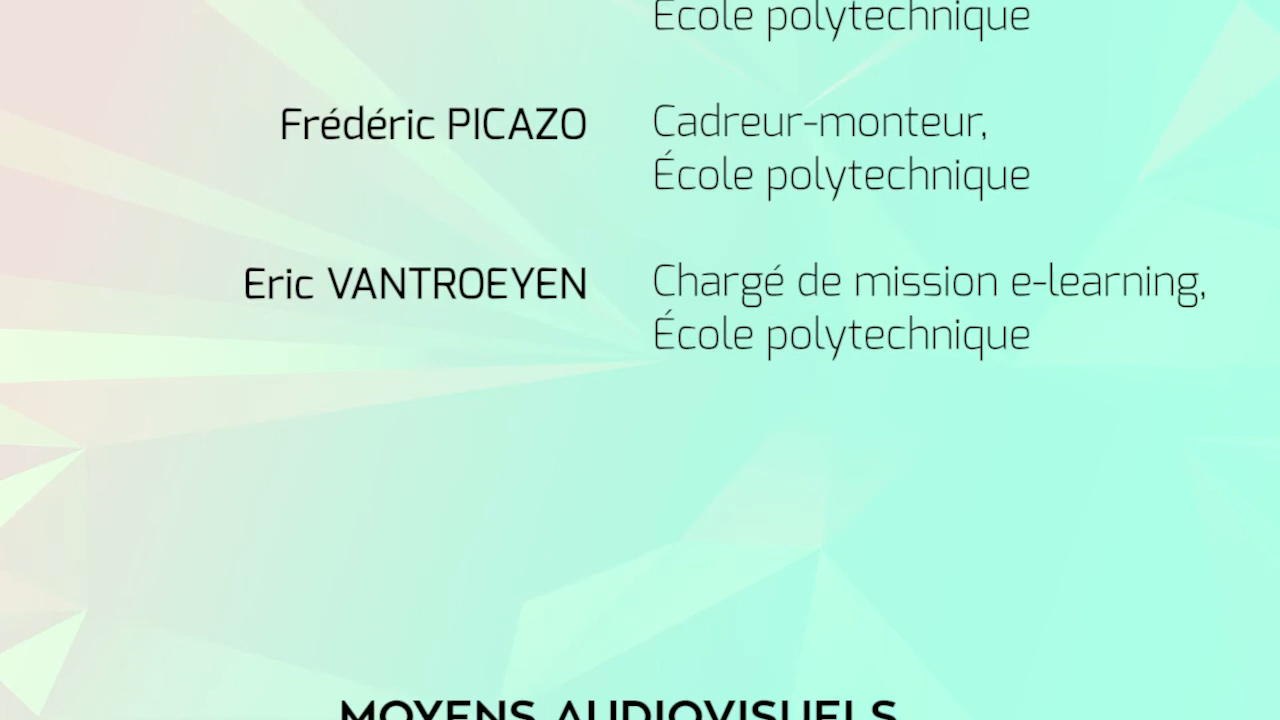 École polytechnique
Frédéric PICAZO Cadreur-monteur,
École polytechnique
Eric VANTROEYEN Chargé de mission e-learning,
École polytechnique
MOYENS AUDIOVISUELS